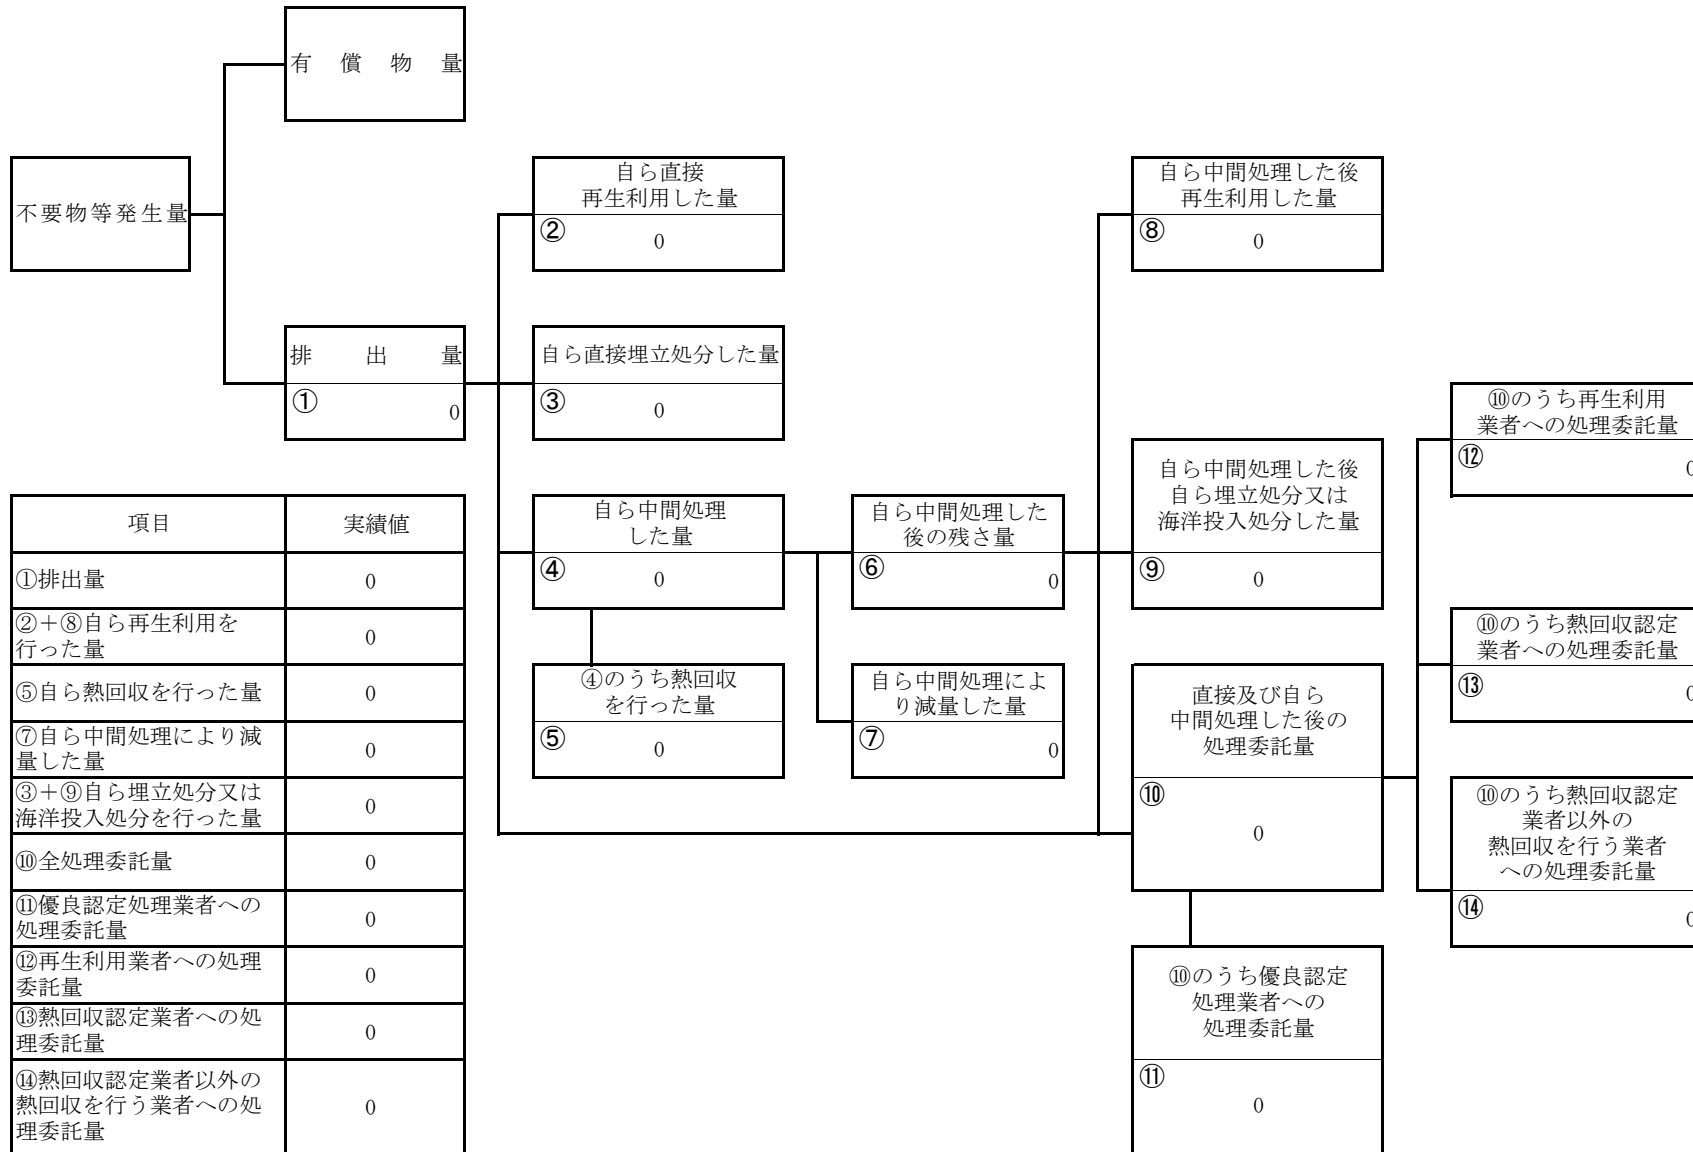 有償物量
不要物等発生量
自ら直接
再生利用した量
②
0
自ら中間処理した後
再生利用した量
⑧
0
排出量
①
0
自ら直接埋立処分した量
③
0
⑩のうち再生利用
業者への処理委託量
⑫
0
自ら中間処理
した量
④
0
自ら中間処理した
後の残さ量
⑥
0
自ら中間処理した後
自ら埋立処分又は
海洋投入処分した量
⑨
0
⑩のうち熱回収認定
業者への処理委託量
⑬
0
④のうち熱回収
を行った量
⑤
0
自ら中間処理によ
り減量した量
⑦
0
直接及び自ら
中間処理した後の
処理委託量
⑩
0
⑩のうち熱回収認定
業者以外の
熱回収を行う業者
への処理委託量
⑭
0
⑩のうち優良認定
処理業者への
処理委託量
⑪
0
項目 実績値
①排出量 0
②+⑧自ら再生利用を
行った量 0
⑤自ら熱回収を行った量 0
⑦自ら中間処理により減
量した量 0
③+⑨自ら埋立処分又は
海洋投入処分を行った量 0
⑩全処理委託量 0
⑪優良認定処理業者への
処理委託量 0
⑫再生利用業者への処理
委託量 0
⑬熱回収認定業者への処
理委託量 0
⑭熱回収認定業者以外の
熱回収を行う業者への処 0
理委託量